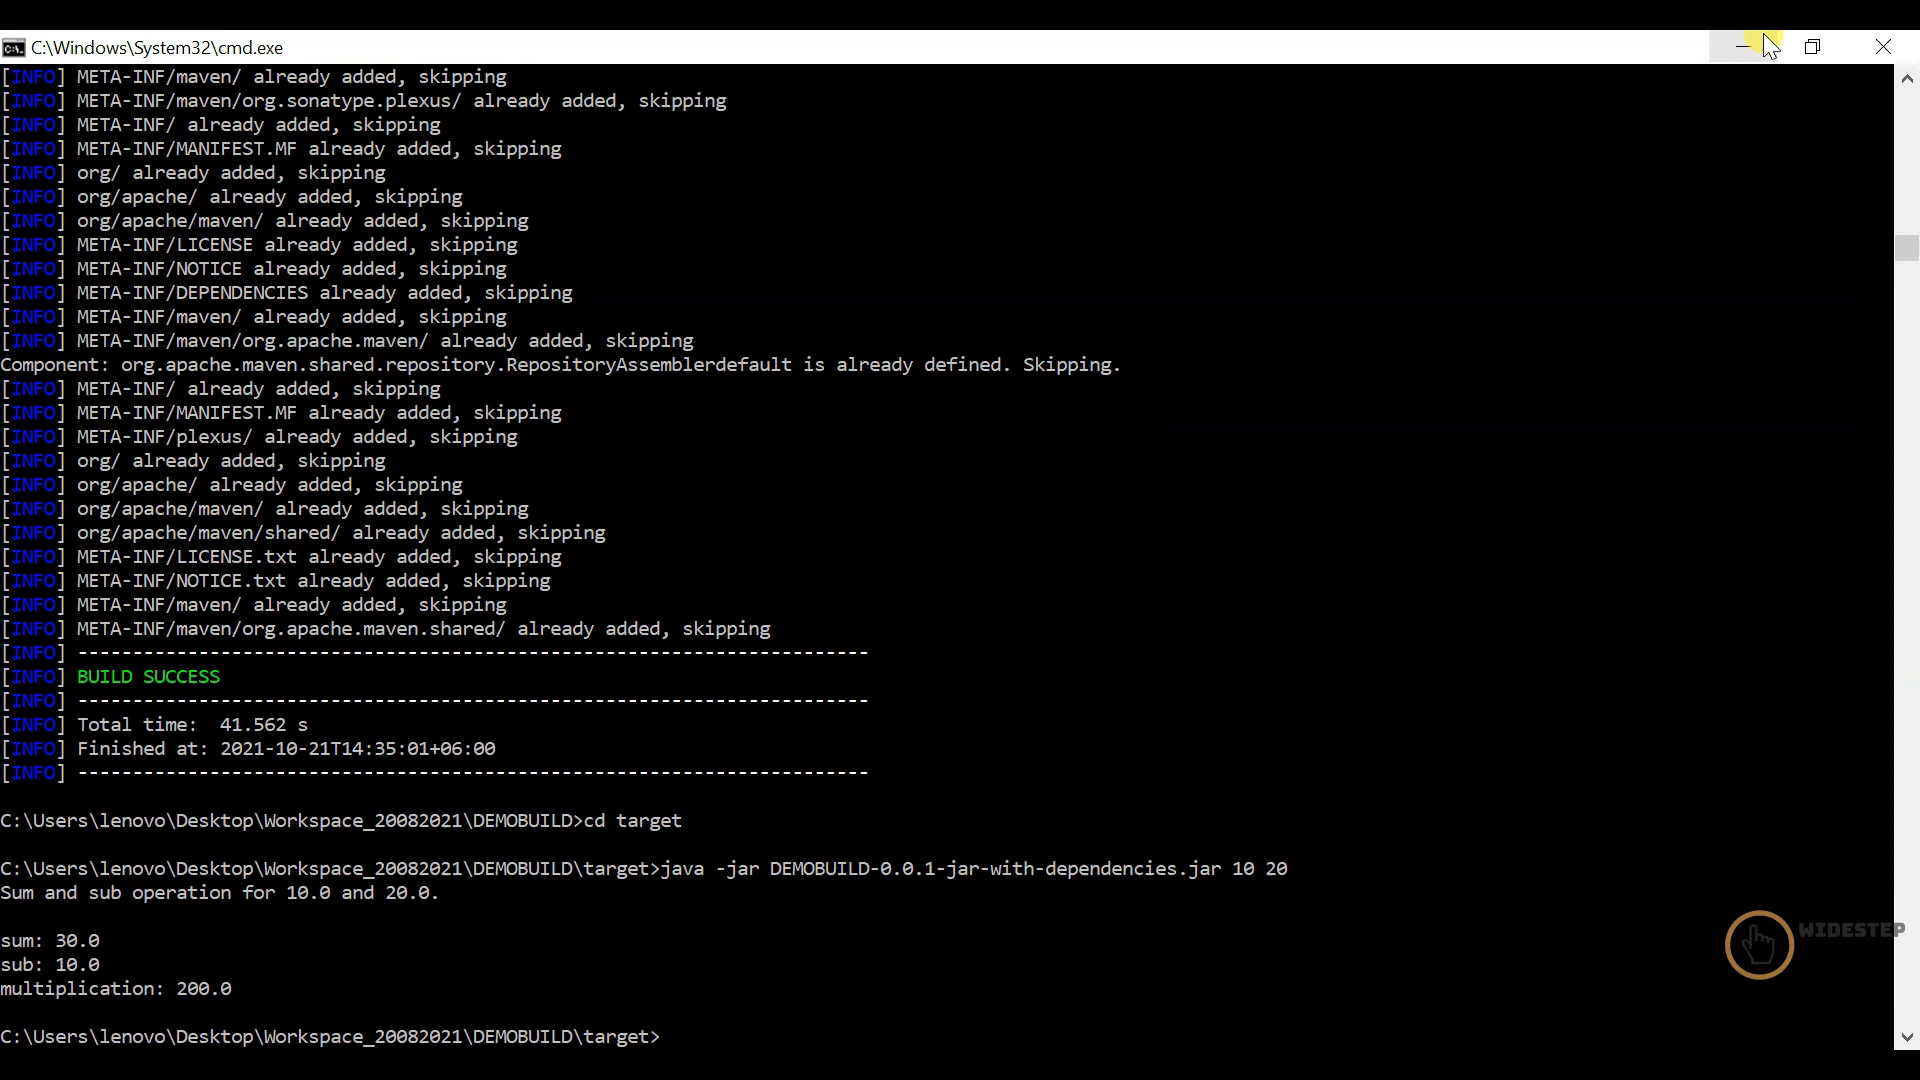 C:\Windows\System32\cmd.exe
[INFO] META-INF/maven/ already added, skipping
[INFO] META-INF/maven/org.sonatype.plexus/ already added, skipping
[INFO] META-INF/ already added, skipping
[INFO] META-INF/MANIFEST.MF already added, skipping
[INFO] org/ already added, skipping
[INFO] org/apache/ already added, skipping
[INFO] org/apache/maven/ already added, skipping
[INFO] META-INF/LICENSE already added, skipping
[INFO] META-INF/NOTICE already added, skipping
[INFO] META-INF/DEPENDENCIES already added, skipping
[INFO] META-INF/maven/ already added, skipping
[INFO] META-INF/maven/org.apache.maven/ already added, skipping
Component: org.apache.maven.shared.repository.RepositoryAssemblerdefault is already defined. Skipping.
[INFO] META-INF/ already added, skipping
[INFO] META-INF/MANIFEST.MF already added, skipping
[INFO] META-INF/plexus/ already added, skipping
[INFO] org/ already added, skipping
[INFO] org/apache/ already added, skipping
[INFO] org/apache/maven/ already added, skipping
[INFO] org/apache/maven/shared/ already added, skipping
[INFO] META-INF/LICENSE.txt already added, skipping
[INFO] META-INF/NOTICE.txt already added, skipping
[INFO] META-INF/maven/ already added, skipping
[INFO] META-INF/maven/org.apache.maven.shared/ already added, skipping
[INFO] ------------------------------------------------------------------------
[INFO] BUILD SUCCESS
[INFO] ------------------------------------------------------------------------
[INFO] Total time:  41.562 s
[INFO] Finished at: 2021-10-21T14:35:01+06:00
[INFO] ------------------------------------------------------------------------
C:\Users\lenovo\Desktop\Workspace_20082021\DEMOBUILD>cd target
C:\Users\lenovo\Desktop\Workspace_20082021\DEMOBUILD\target>java -jar DEMOBUILD-0.0.1-jar-with-dependencies.jar 10 20
Sum and sub operation for 10.0 and 20.0.
sum: 30.0
sub: 10.0
multiplication: 200.0
C:\Users\lenovo\Desktop\Workspace_20082021\DEMOBUILD\target>
WIDESTEP